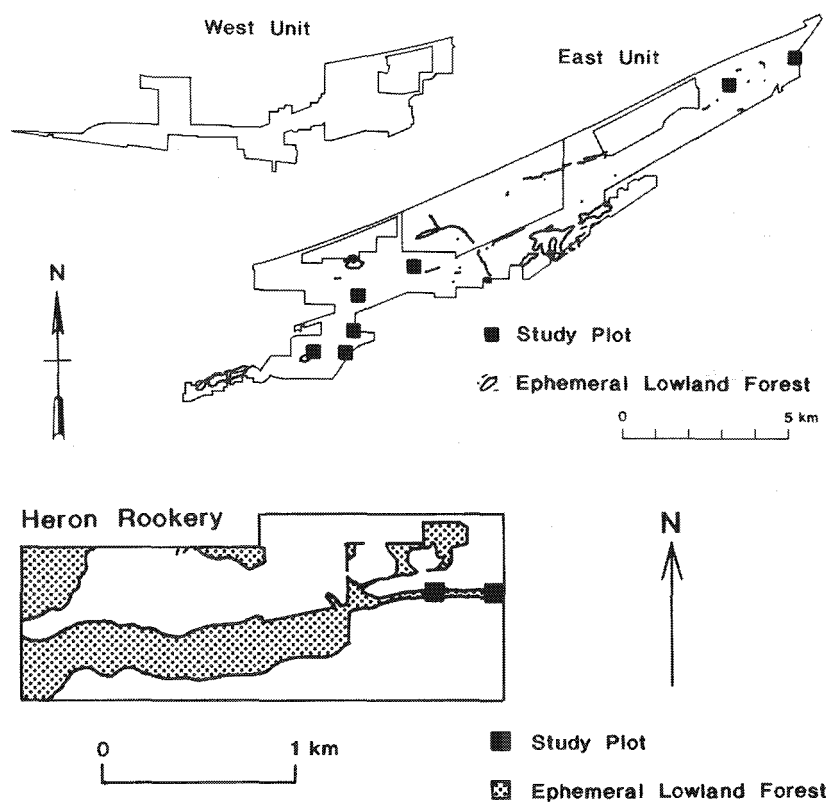 West Unit
East Unit
N
Study Plot
Ephemeral Lowland Forest
0 5 km
Heron Rookery
N
0 1 km
Study Plot
Ephemeral Lowland Forest